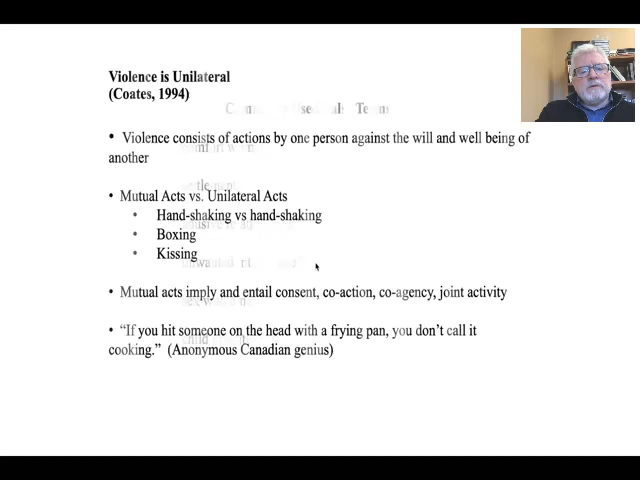 Violence is Unilateral
(Coates, 1994)
• Violence consists of actions by one person against the will and well being of
another
• Mutual Acts vs. Unilateral Acts
• Hand-shaking vs hand-shaking
• Boxing
• Kissing
• Mutual acts imply and entail consent, co-action, co-agency, joint activity
• “If you hit someone on the head with a frying pan, you don’t call it
cooking.” (Anonymous Canadian genius)